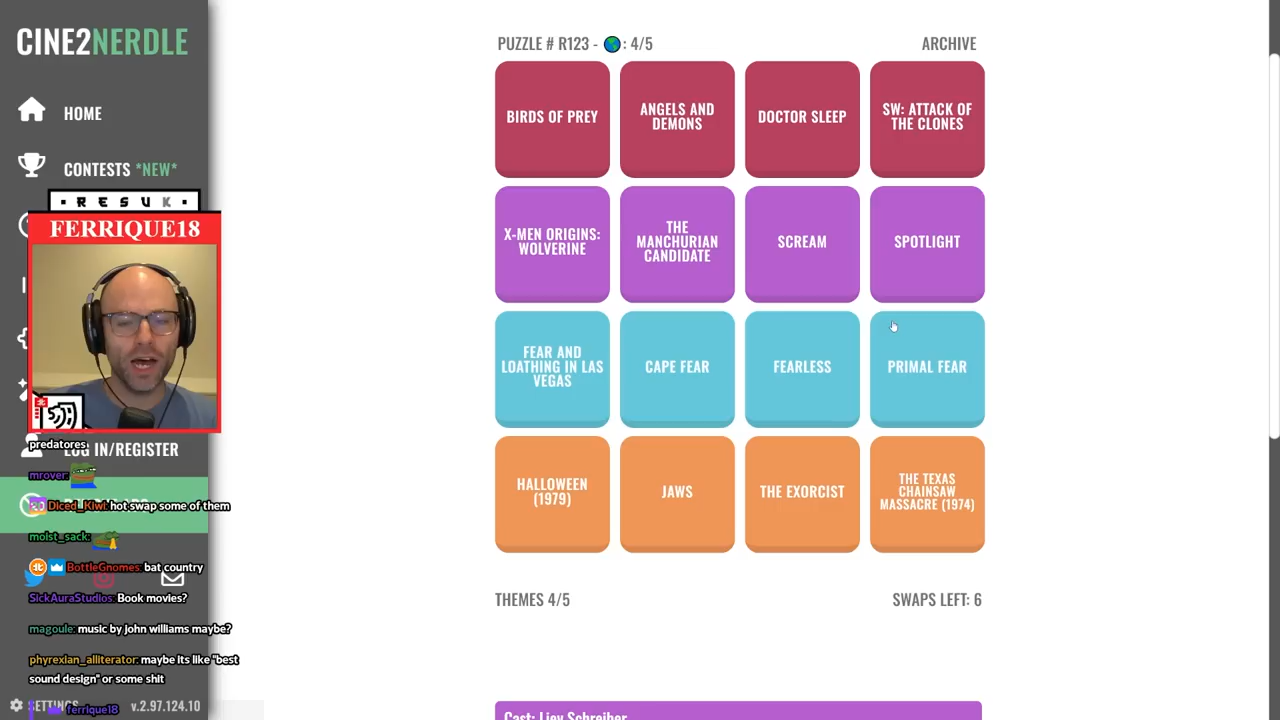 CINE2NERDLE
HOME
CONTESTS *NEW*
· R E S U K ·
FERRIQUE18
LOG IN/REGISTER
predatores
mrover:
Diced_Kiwi: hot swap some of them
moist_sack:
BottleGnomes: bat country
SickAuraStudios: Book movies?
magoule: music by john williams maybe?
phyrexian_alliterator: maybe its like "best
sound design" or some shit
ferrique18
SETTINGS
v.2.97.124.10
PUZZLE # R123 - 🌎: 4/5
ARCHIVE
BIRDS OF PREY
ANGELS AND
DEMONS
DOCTOR SLEEP
SW: ATTACK OF
THE CLONES
X-MEN ORIGINS:
WOLVERINE
THE
MANCHURIAN
CANDIDATE
SCREAM
SPOTLIGHT
FEAR AND
LOATHING IN LAS
VEGAS
CAPE FEAR
FEARLESS
PRIMAL FEAR
HALLOWEEN
(1979)
JAWS
THE EXORCIST
THE TEXAS
CHAINSAW
MASSACRE (1974)
THEMES 4/5
SWAPS LEFT: 6
Cast: Liev Schreiber